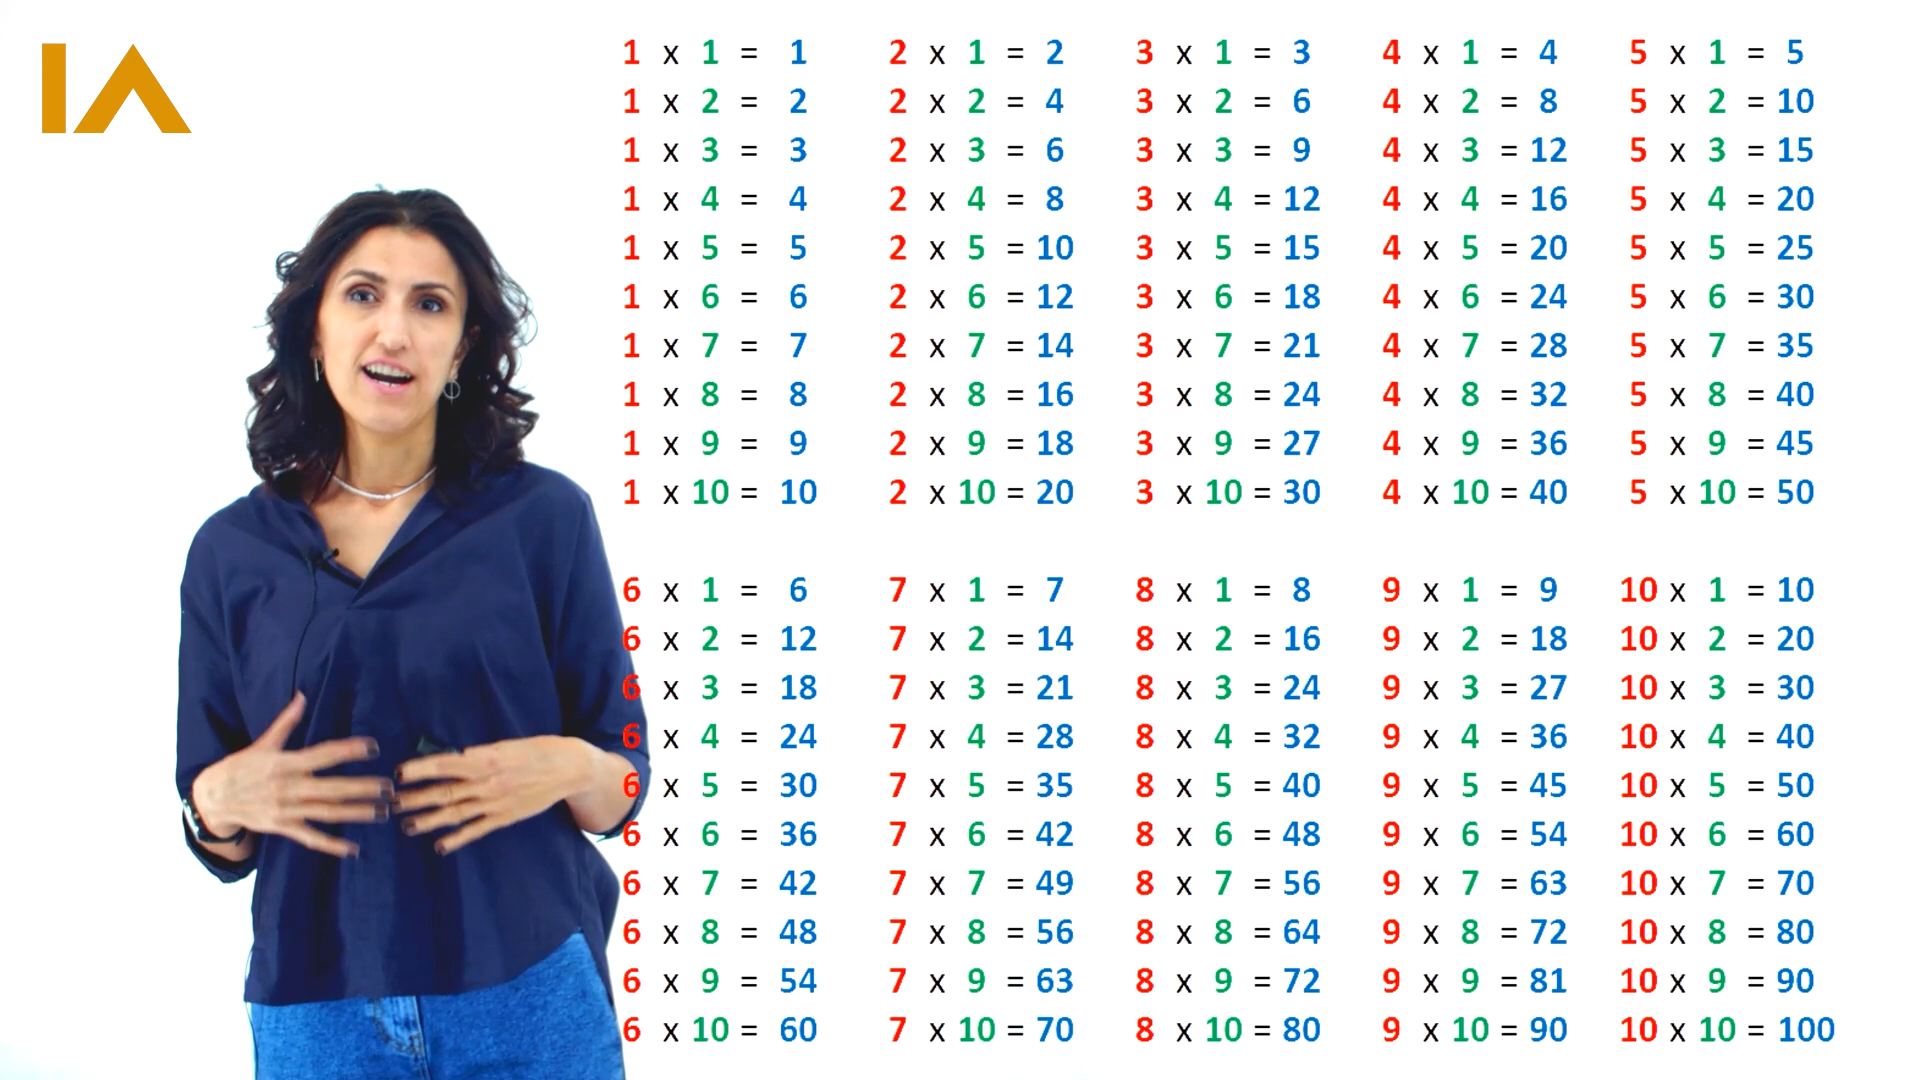 IA
1 x 1 = 1 2 x 1 = 2 3 x 1 = 3 4 x 1 = 4 5 x 1 = 5
1 x 2 = 2 2 x 2 = 4 3 x 2 = 6 4 x 2 = 8 5 x 2 = 10
1 x 3 = 3 2 x 3 = 6 3 x 3 = 9 4 x 3 = 12 5 x 3 = 15
1 x 4 = 4 2 x 4 = 8 3 x 4 = 12 4 x 4 = 16 5 x 4 = 20
1 x 5 = 5 2 x 5 = 10 3 x 5 = 15 4 x 5 = 20 5 x 5 = 25
1 x 6 = 6 2 x 6 = 12 3 x 6 = 18 4 x 6 = 24 5 x 6 = 30
1 x 7 = 7 2 x 7 = 14 3 x 7 = 21 4 x 7 = 28 5 x 7 = 35
1 x 8 = 8 2 x 8 = 16 3 x 8 = 24 4 x 8 = 32 5 x 8 = 40
1 x 9 = 9 2 x 9 = 18 3 x 9 = 27 4 x 9 = 36 5 x 9 = 45
1 x 10 = 10 2 x 10 = 20 3 x 10 = 30 4 x 10 = 40 5 x 10 = 50
6 x 1 = 6 7 x 1 = 7 8 x 1 = 8 9 x 1 = 9 10 x 1 = 10
6 x 2 = 12 7 x 2 = 14 8 x 2 = 16 9 x 2 = 18 10 x 2 = 20
6 x 3 = 18 7 x 3 = 21 8 x 3 = 24 9 x 3 = 27 10 x 3 = 30
6 x 4 = 24 7 x 4 = 28 8 x 4 = 32 9 x 4 = 36 10 x 4 = 40
6 x 5 = 30 7 x 5 = 35 8 x 5 = 40 9 x 5 = 45 10 x 5 = 50
6 x 6 = 36 7 x 6 = 42 8 x 6 = 48 9 x 6 = 54 10 x 6 = 60
6 x 7 = 42 7 x 7 = 49 8 x 7 = 56 9 x 7 = 63 10 x 7 = 70
6 x 8 = 48 7 x 8 = 56 8 x 8 = 64 9 x 8 = 72 10 x 8 = 80
6 x 9 = 54 7 x 9 = 63 8 x 9 = 72 9 x 9 = 81 10 x 9 = 90
6 x 10 = 60 7 x 10 = 70 8 x 10 = 80 9 x 10 = 90 10 x 10 = 100